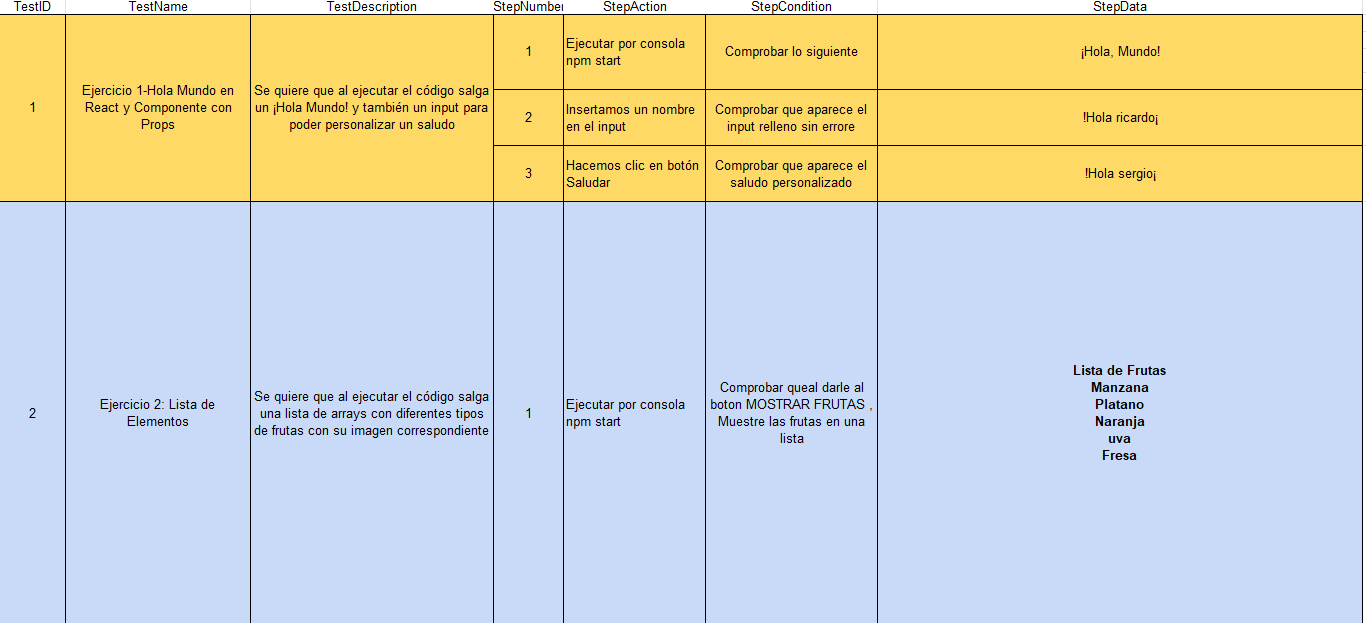 TestID TestName TestDescription StepNumber StepAction StepCondition StepData
1
Ejercicio 1-Hola Mundo en
React y Componente con
Props
Se quiere que al ejecutar el código salga
un ¡Hola Mundo! y también un input para
poder personalizar un saludo
1
Ejecutar por consola
npm start
Comprobar lo siguiente
¡Hola, Mundo!
2
Insertamos un nombre
en el input
Comprobar que aparece el
input relleno sin errore
!Hola ricardo¡
3
Hacemos clic en botón
Saludar
Comprobar que aparece el
saludo personalizado
!Hola sergio¡
2
Ejercicio 2: Lista de
Elementos
Se quiere que al ejecutar el código salga
una lista de arrays con diferentes tipos
de frutas con su imagen correspondiente
1
Ejecutar por consola
npm start
Comprobar queal darle al
boton MOSTRAR FRUTAS ,
Muestre las frutas en una
lista
Lista de Frutas
Manzana
Platano
Naranja
uva
Fresa